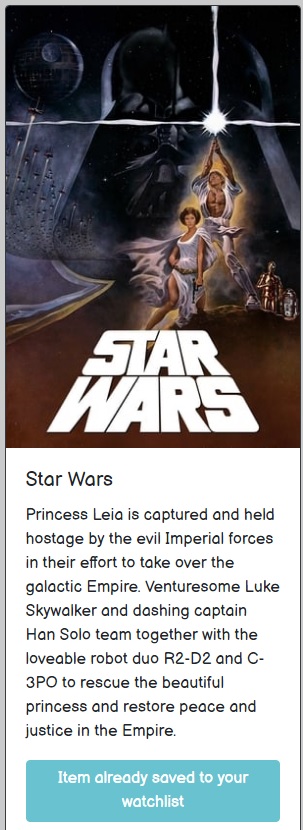 STAR
WARS
Star Wars
Princess Leia is captured and held
hostage by the evil Imperial forces
in their effort to take over the
galactic Empire. Venturesome Luke
Skywalker and dashing captain
Han Solo team together with the
loveable robot duo R2-D2 and C-
3PO to rescue the beautiful
princess and restore peace and
justice in the Empire.
Item already saved to your
watchlist